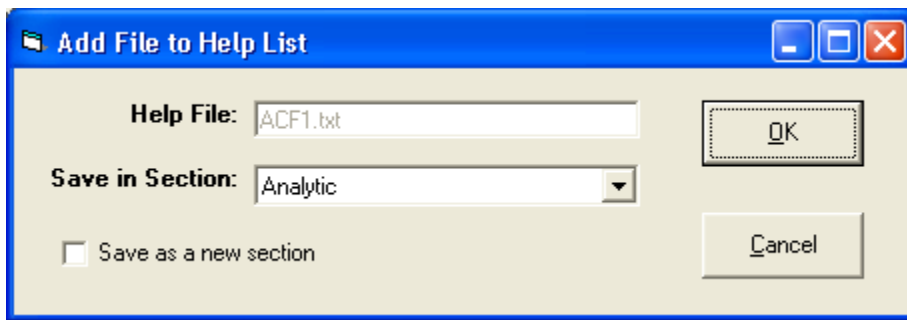 Add File to Help List
Help File: ACF1.txt
OK
Save in Section: Analytic
Save as a new section
Cancel